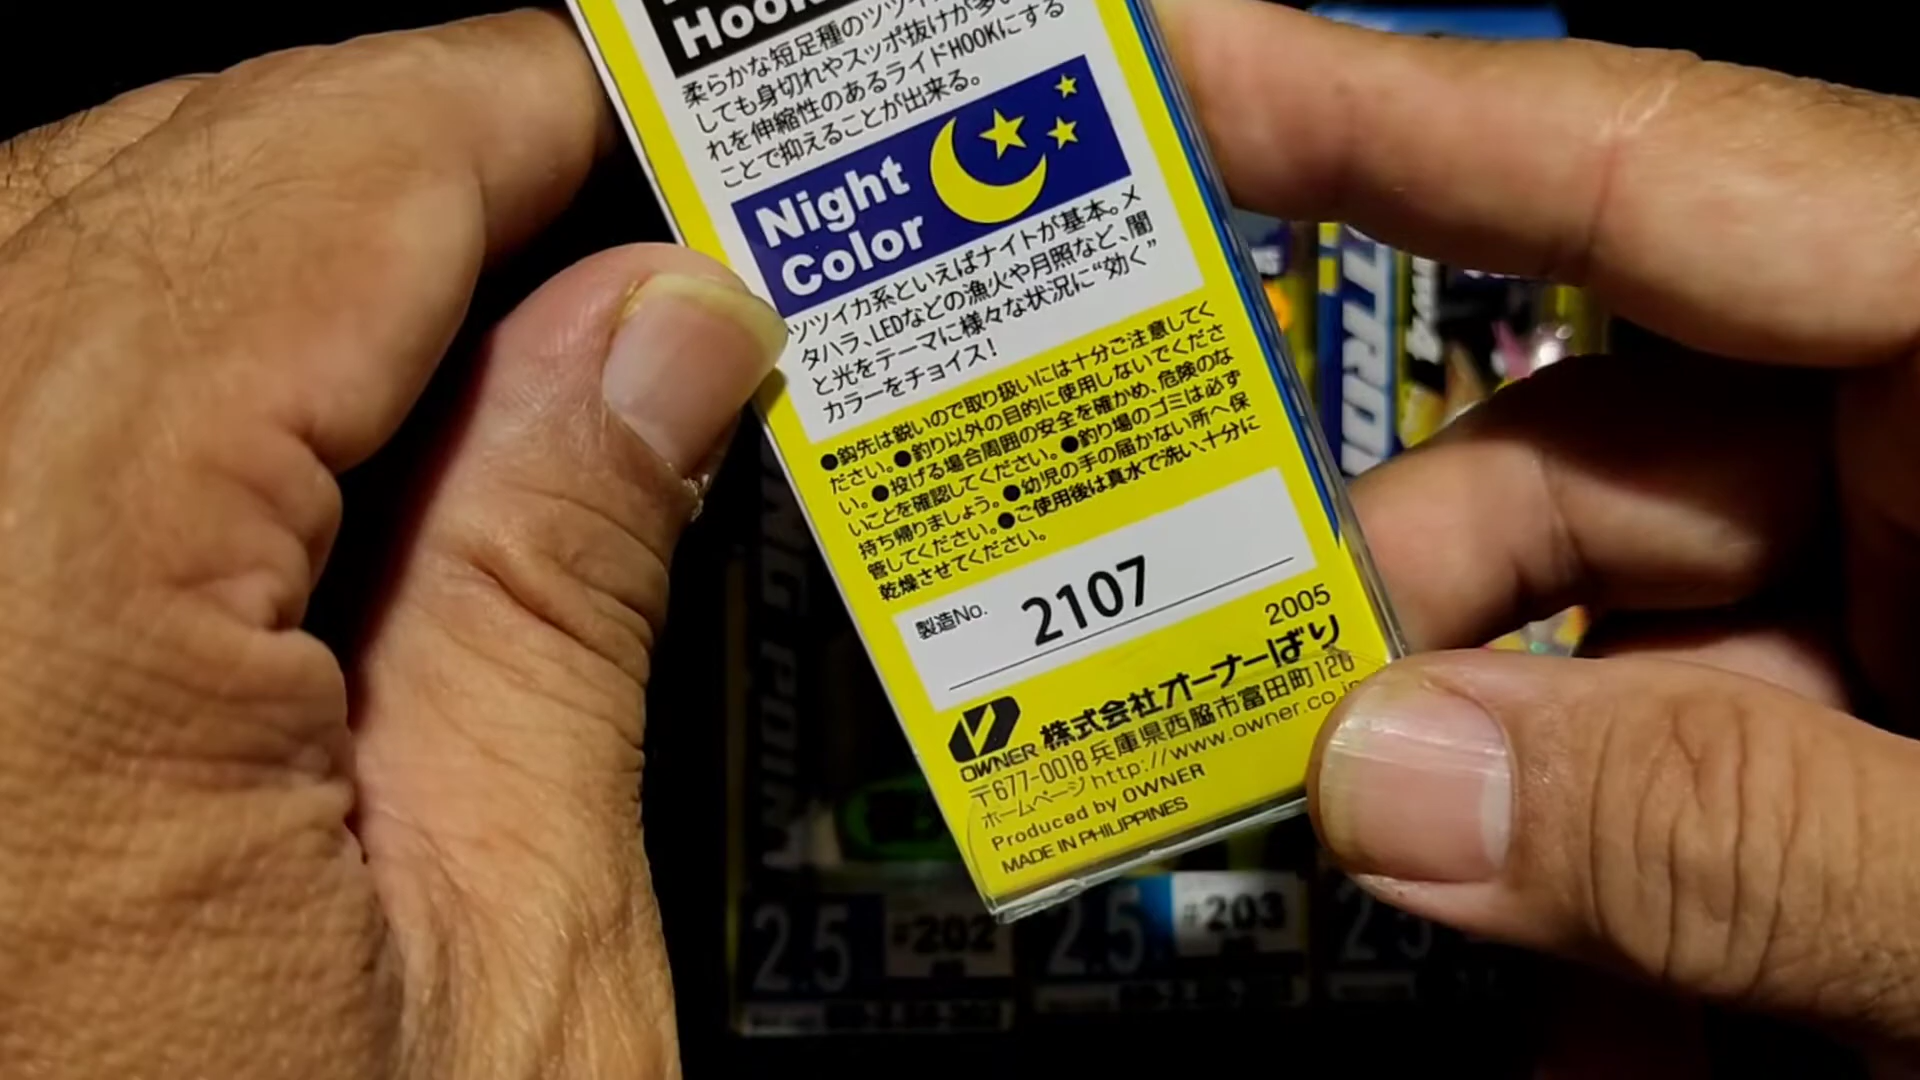 Hook
柔らかな短足種のツツイ
しても身切れやスッポ抜けが多い
れを伸縮性のあるライドHOOKにする
ことで抑えることが出来る。
Night
Color
ツツイカ系といえばナイトが基本。メ
タハラ、LEDなどの漁火や月照など、闇
と光をテーマに様々な状況に“効く”
カラーをチョイス!
●鈎先は鋭いので取り扱いには十分ご注意してく
ださい。●釣り以外の目的に使用しないでくださ
い。●投げる場合周囲の安全を確かめ、危険のな
いことを確認してください。●釣り場のゴミは必ず
持ち帰りましょう。●幼児の手の届かない所へ保
管してください。●ご使用後は真水で洗い、十分に
乾燥させてください。
製造No. 2107
2005
OWNER 株式会社オーナーばり
〒677-0018 兵庫県西脇市富田町120
ホームページ http://www.owner.co.jp
Produced by OWNER
MADE IN PHILIPPINES
TRO
NG POINT
2.5 #202
2.5 #203